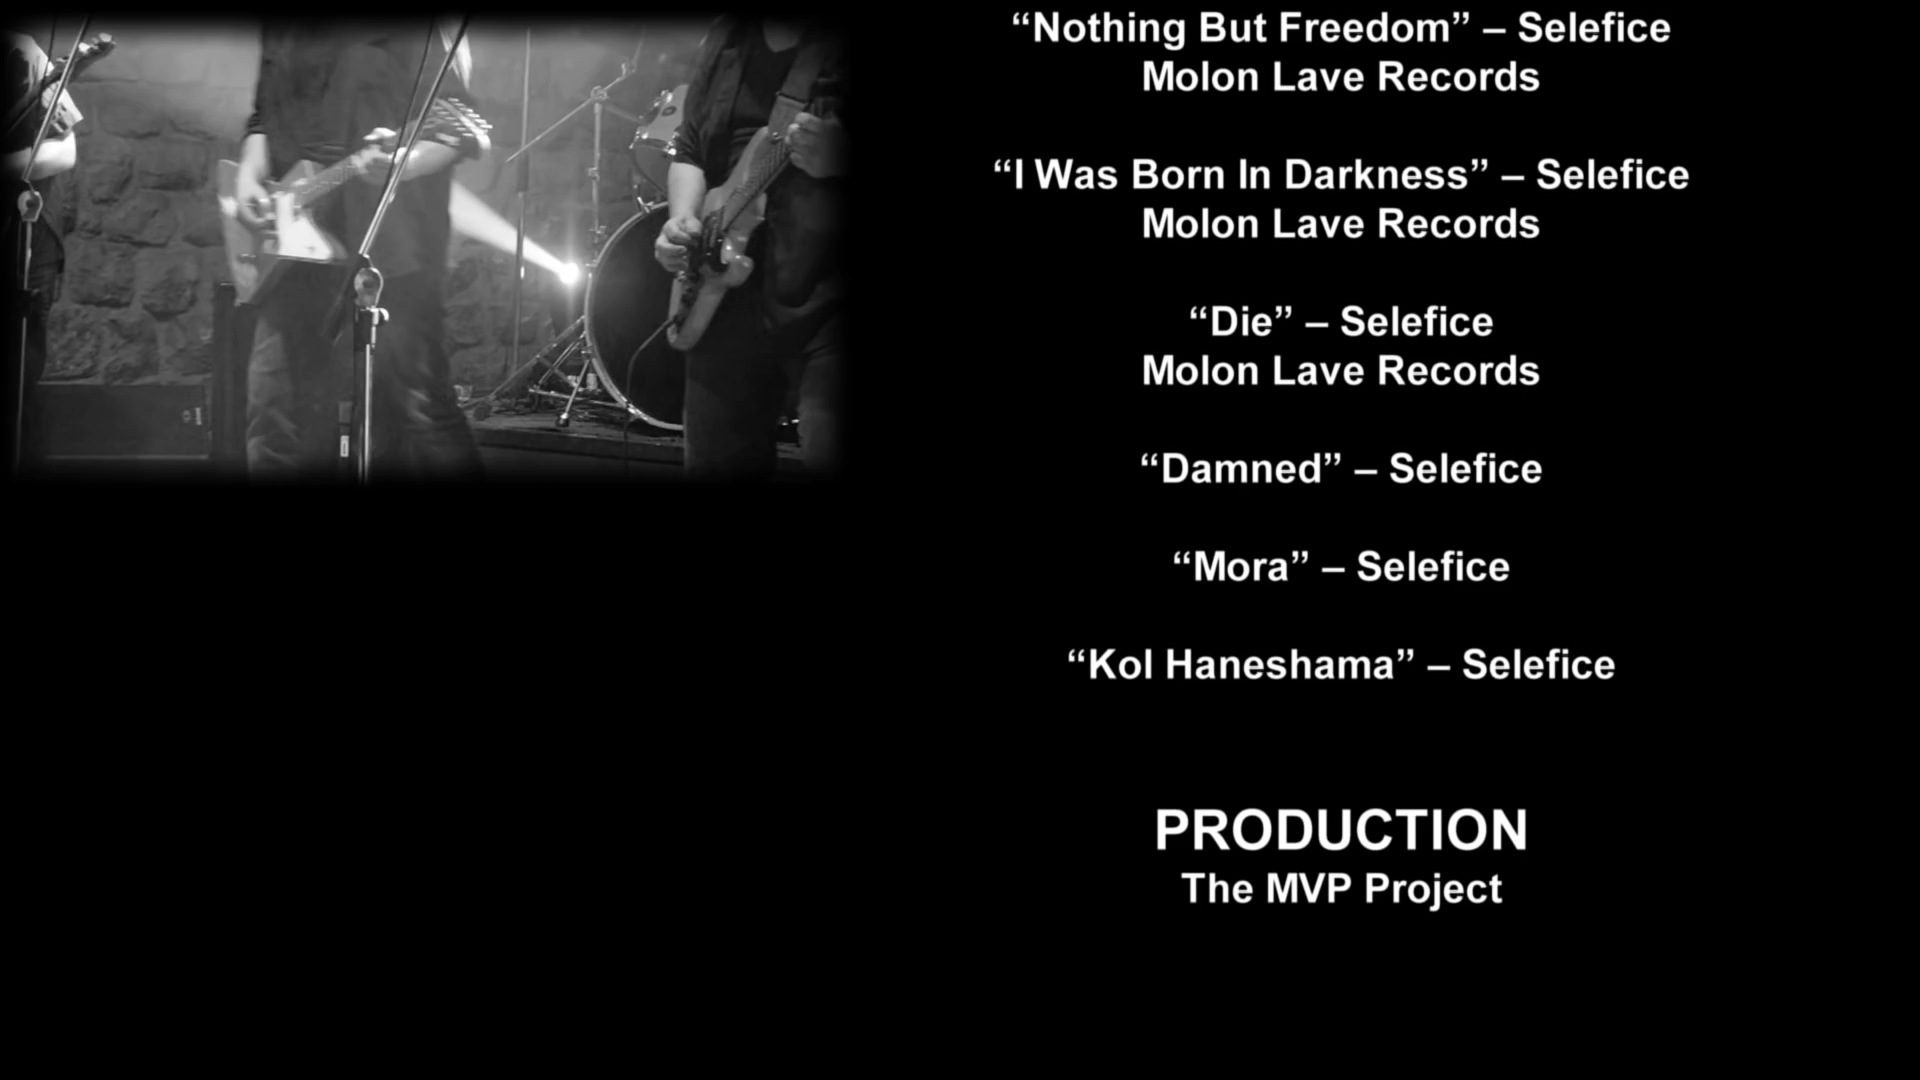 “Nothing But Freedom” – Selefice
Molon Lave Records
“I Was Born In Darkness” – Selefice
Molon Lave Records
“Die” – Selefice
Molon Lave Records
“Damned” – Selefice
“Mora” – Selefice
“Kol Haneshama” – Selefice
PRODUCTION
The MVP Project